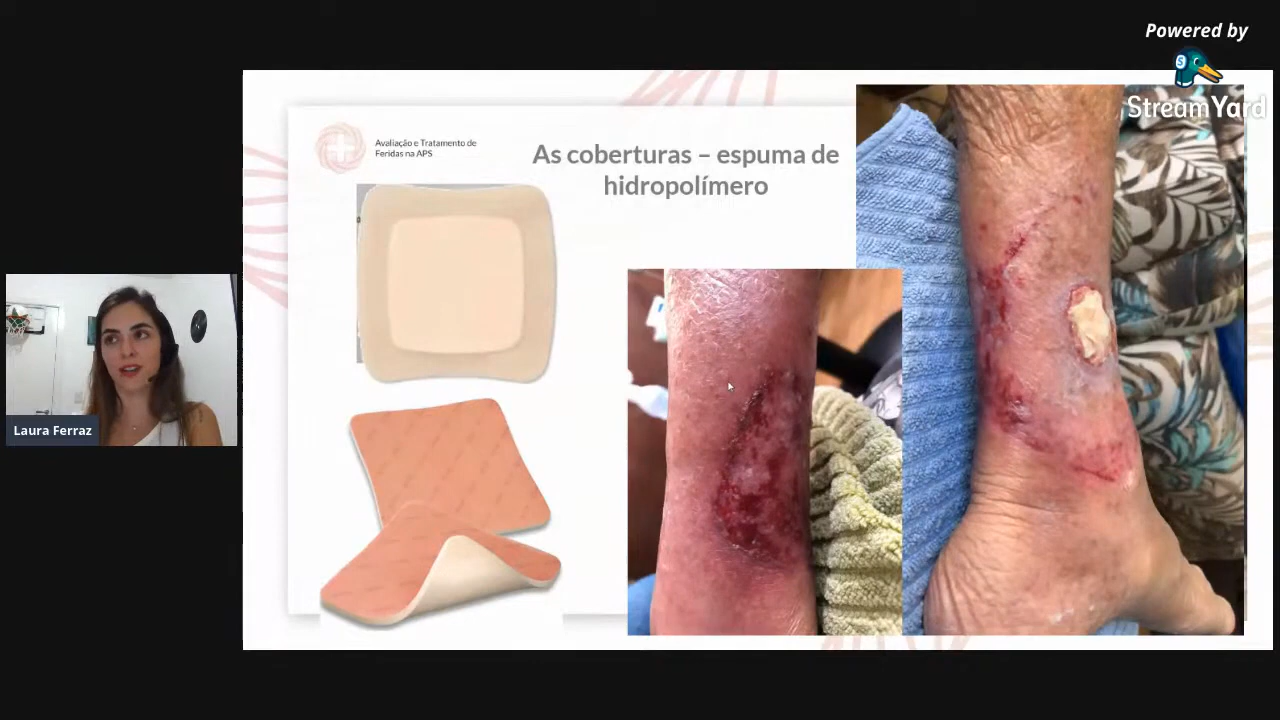 Powered by
StreamYard
Avaliação e Tratamento de
Feridas na APS
As coberturas – espuma de
hidropolímero
Laura Ferraz